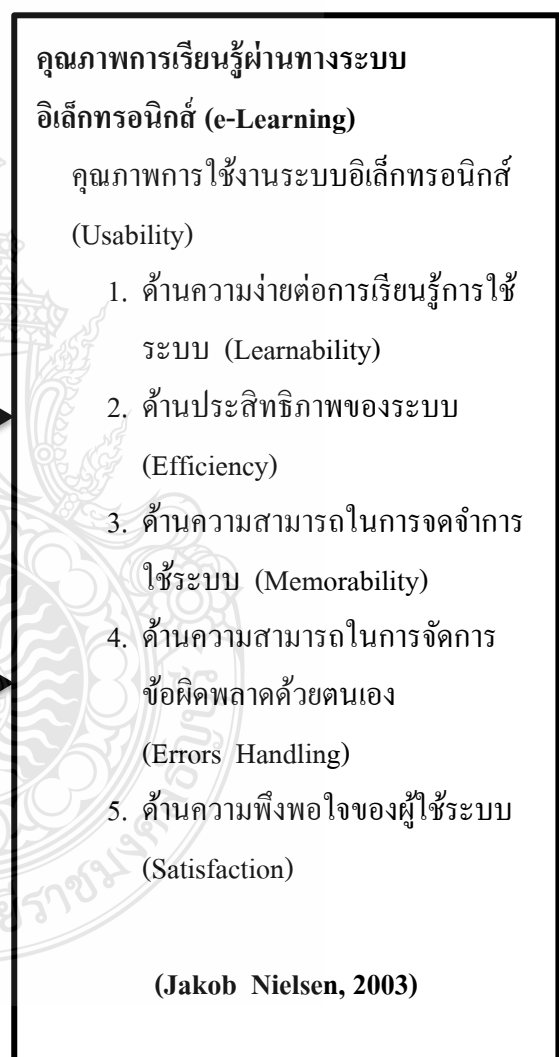 คุณภาพการเรียนรู้ผ่านทางระบบ
อิเล็กทรอนิกส์ (e-Learning)
คุณภาพการใช้งานระบบอิเล็กทรอนิกส์
(Usability)
1. ด้านความง่ายต่อการเรียนรู้การใช้
ระบบ (Learnability)
2. ด้านประสิทธิภาพของระบบ
(Efficiency)
3. ด้านความสามารถในการจดจำการ
ใช้ระบบ (Memorability)
4. ด้านความสามารถในการจัดการ
ข้อผิดพลาดด้วยตนเอง
(Errors Handling)
5. ด้านความพึงพอใจของผู้ใช้ระบบ
(Satisfaction)
(Jakob Nielsen, 2003)